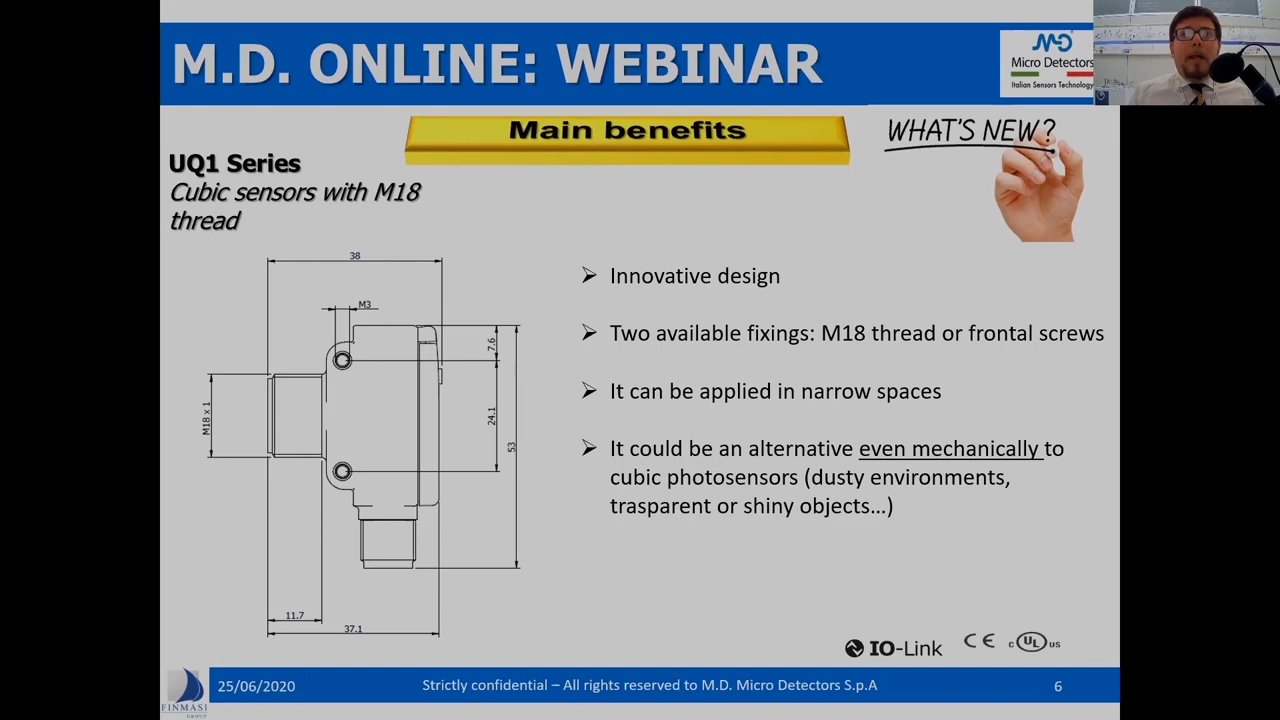 M.D. ONLINE: WEBINAR
MD
Micro Detectors
Italian Sensors Technology
Main benefits
WHAT'S NEW?
UQ1 Series
Cubic sensors with M18
thread
38
M3
7.6
M18 x 1
24.1
53
11.7
37.1
Innovative design
Two available fixings: M18 thread or frontal screws
It can be applied in narrow spaces
It could be an alternative even mechanically to
cubic photosensors (dusty environments,
trasparent or shiny objects…)
IO-Link
CE
c UL US
FINMASI
GROUP
25/06/2020
Strictly confidential – All rights reserved to M.D. Micro Detectors S.p.A
6